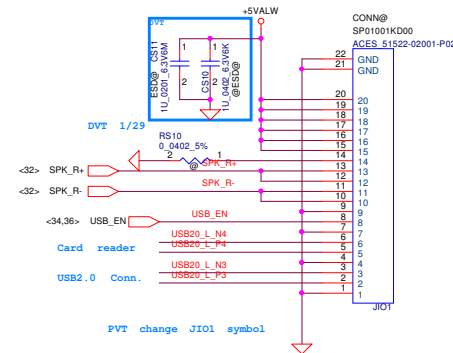 +5VALW
CONN@
SP01001KD00
ACES_51522-02001-P02
DVT
CS11
ESD@
1U_0201_6.3V6M
1
2
CS10
1U_0402_6.3V6K
@ESD@
1
2
22 GND
21 GND
20 20
19 19
18 18
17 17
16 16
15 15
14 14
13 13
12 12
11 11
10 10
9 9
8 8
7 7
6 6
5 5
4 4
3 3
2 2
1 1
JIO1
DVT 1/29
RS10
0_0402_5%
2 1
@
<32> SPK_R+ SPK_R+
<32> SPK_R- SPK_R-
<34,36> USB_EN USB_EN
Card reader
USB20_L_N4
USB20_L_P4
USB2.0 Conn.
USB20_L_N3
USB20_L_P3
PVT change JIO1 symbol